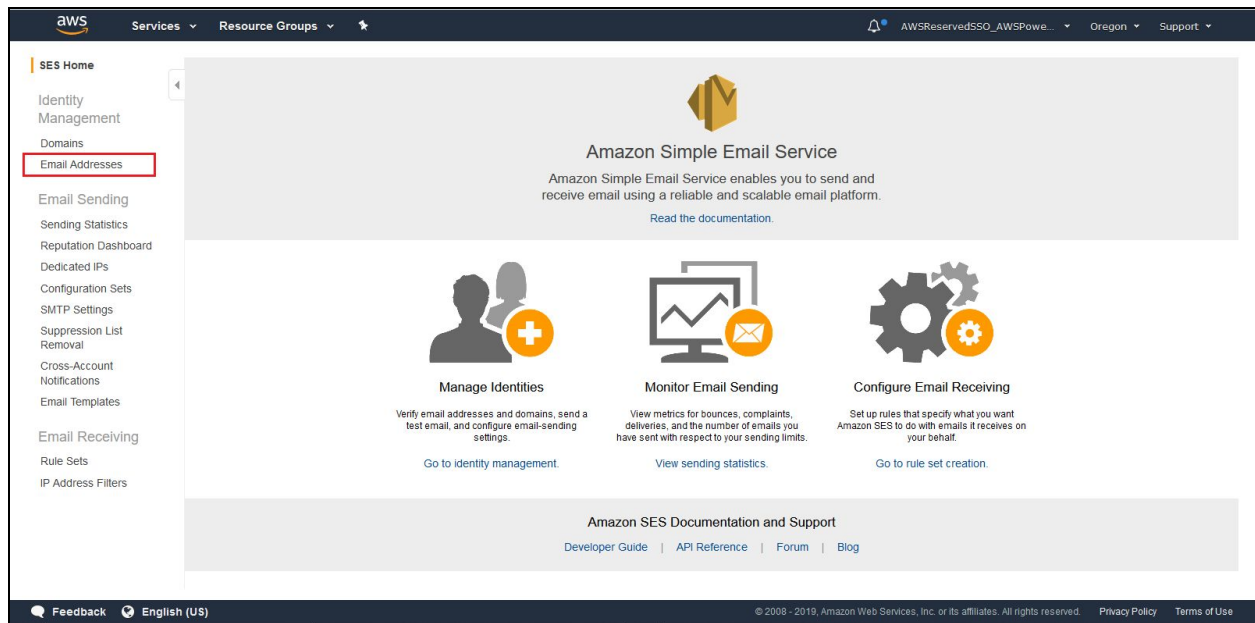 aws
Services
Resource Groups
AWSReservedSSO_AWSPowe...
Oregon
Support
SES Home
Identity
Management
Domains
Email Addresses
Email Sending
Sending Statistics
Reputation Dashboard
Dedicated IPs
Configuration Sets
SMTP Settings
Suppression List
Removal
Cross-Account
Notifications
Email Templates
Email Receiving
Rule Sets
IP Address Filters
Amazon Simple Email Service
Amazon Simple Email Service enables you to send and
receive email using a reliable and scalable email platform.
Read the documentation.
Manage Identities
Verify email addresses and domains, send a
test email, and configure email-sending
settings.
Go to identity management.
Monitor Email Sending
View metrics for bounces, complaints,
deliveries, and the number of emails you
have sent with respect to your sending limits.
View sending statistics.
Configure Email Receiving
Set up rules that specify what you want
Amazon SES to do with emails it receives on
your behalf.
Go to rule set creation.
Amazon SES Documentation and Support
Developer Guide | API Reference | Forum | Blog
Feedback
English (US)
© 2008 - 2019, Amazon Web Services, Inc. or its affiliates. All rights reserved.
Privacy Policy
Terms of Use